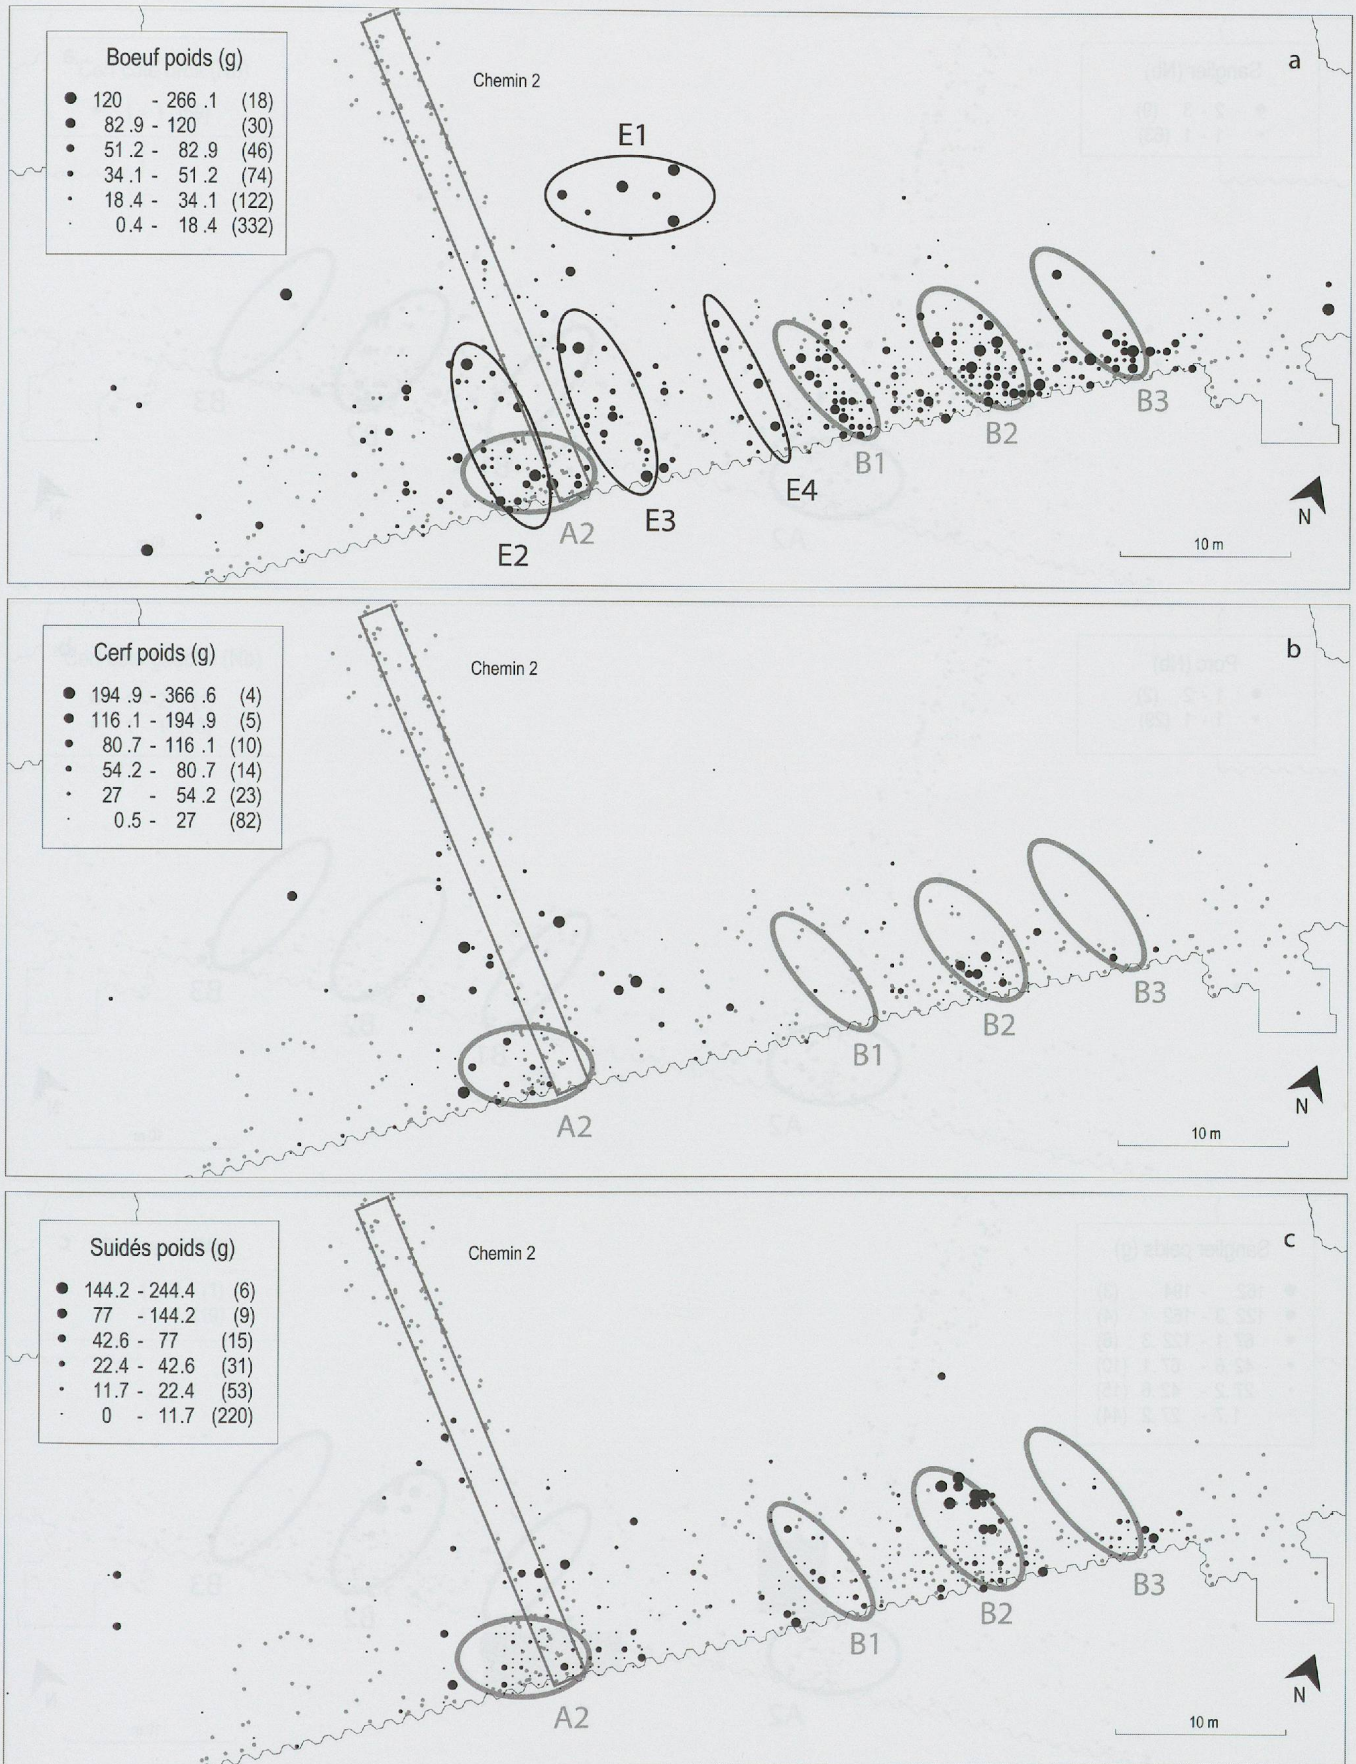 Boeuf poids (g)
120 - 266 .1 (18)
82 .9 - 120 (30)
51 .2 - 82 .9 (46)
34 .1 - 51 .2 (74)
18 .4 - 34 .1 (122)
0.4 - 18.4 (332)
Chemin 2
a
E1
E2
A2
E3
E4
B1
B2
B3
N
10 m
Cerf poids (g)
194 .9 - 366 .6 (4)
116 .1 - 194 .9 (5)
80 .7 - 116 .1 (10)
54 .2 - 80.7 (14)
27 - 54 .2 (23)
0.5 - 27 (82)
Chemin 2
b
A2
B1
B2
B3
N
10 m
Suidés poids (g)
144.2 - 244.4 (6)
77 - 144.2 (9)
42.6 - 77 (15)
22.4 - 42.6 (31)
11.7 - 22.4 (53)
0 - 11.7 (220)
Chemin 2
c
A2
B1
B2
B3
N
10 m